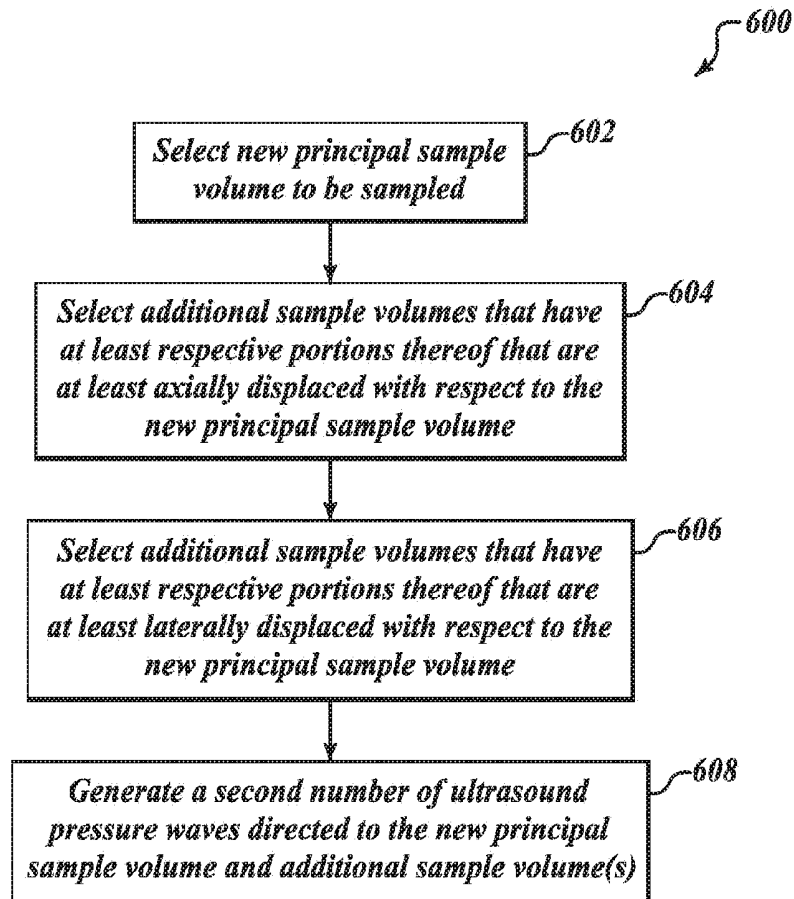 600
602
Select new principal sample
volume to be sampled
604
Select additional sample volumes that have
at least respective portions thereof that are
at least axially displaced with respect to the
new principal sample volume
606
Select additional sample volumes that have
at least respective portions thereof that are
at least laterally displaced with respect to the
new principal sample volume
608
Generate a second number of ultrasound
pressure waves directed to the new principal
sample volume and additional sample volume(s)